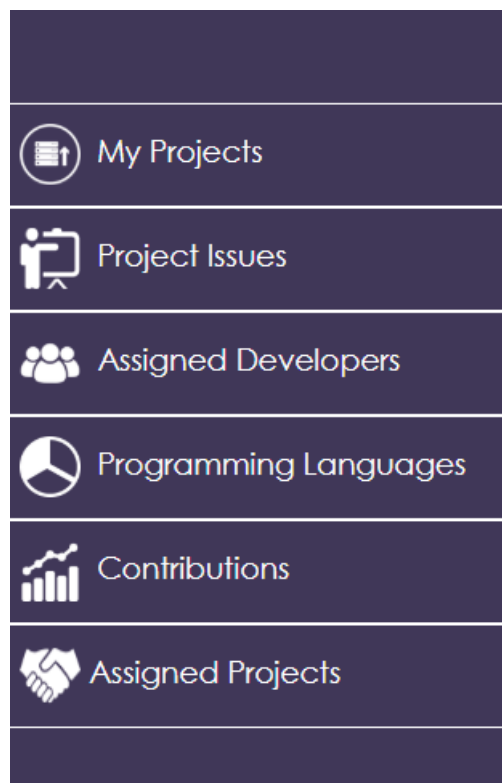 My Projects
Project Issues
Assigned Developers
Programming Languages
Contributions
Assigned Projects